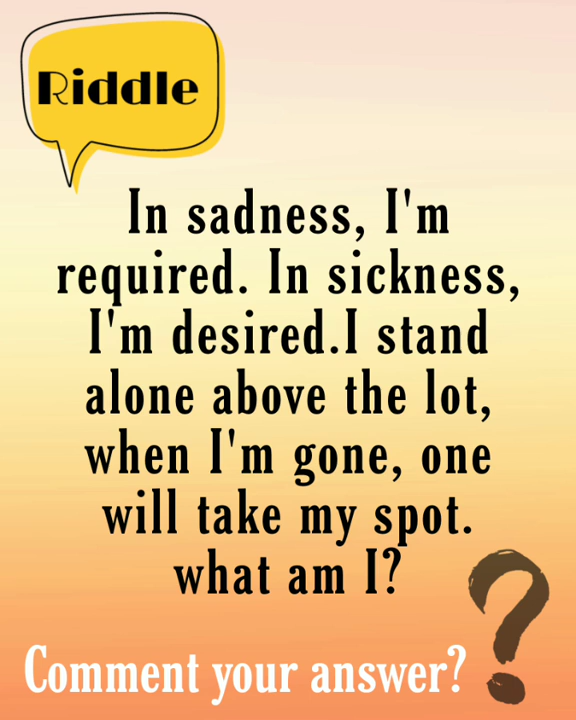 Riddle
In sadness, I'm
required. In sickness,
I'm desired.I stand
alone above the lot,
when I'm gone, one
will take my spot.
what am I?
?
Comment your answer?